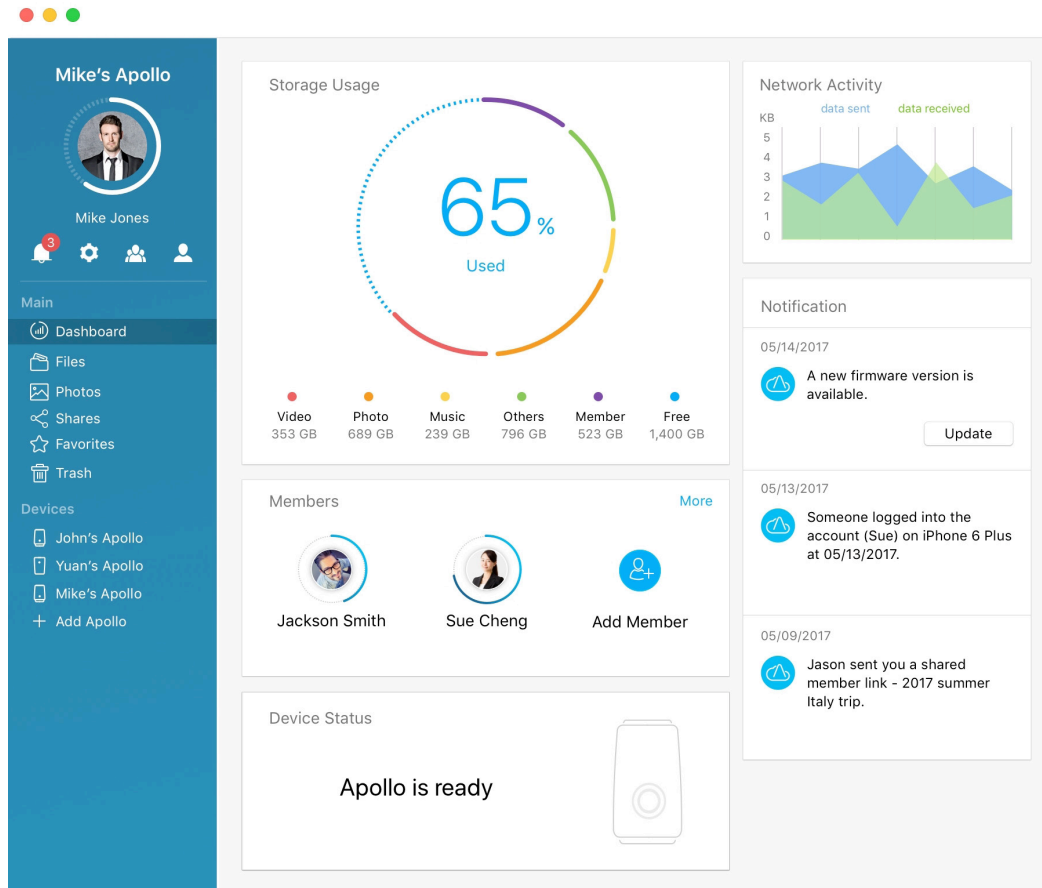 Mike's Apollo
Mike Jones
3
Main
Dashboard
Files
Photos
Shares
Favorites
Trash
Devices
John's Apollo
Yuan's Apollo
Mike's Apollo
Add Apollo
Storage Usage
65%
Used
Video Photo Music Others Member Free
353 GB 689 GB 239 GB 796 GB 523 GB 1,400 GB
Members More
Jackson Smith Sue Cheng Add Member
Device Status
Apollo is ready
Network Activity
data sent data received
KB
5
4
3
2
1
0
Notification
05/14/2017
A new firmware version is
available.
Update
05/13/2017
Someone logged into the
account (Sue) on iPhone 6 Plus
at 05/13/2017.
05/09/2017
Jason sent you a shared
member link - 2017 summer
Italy trip.